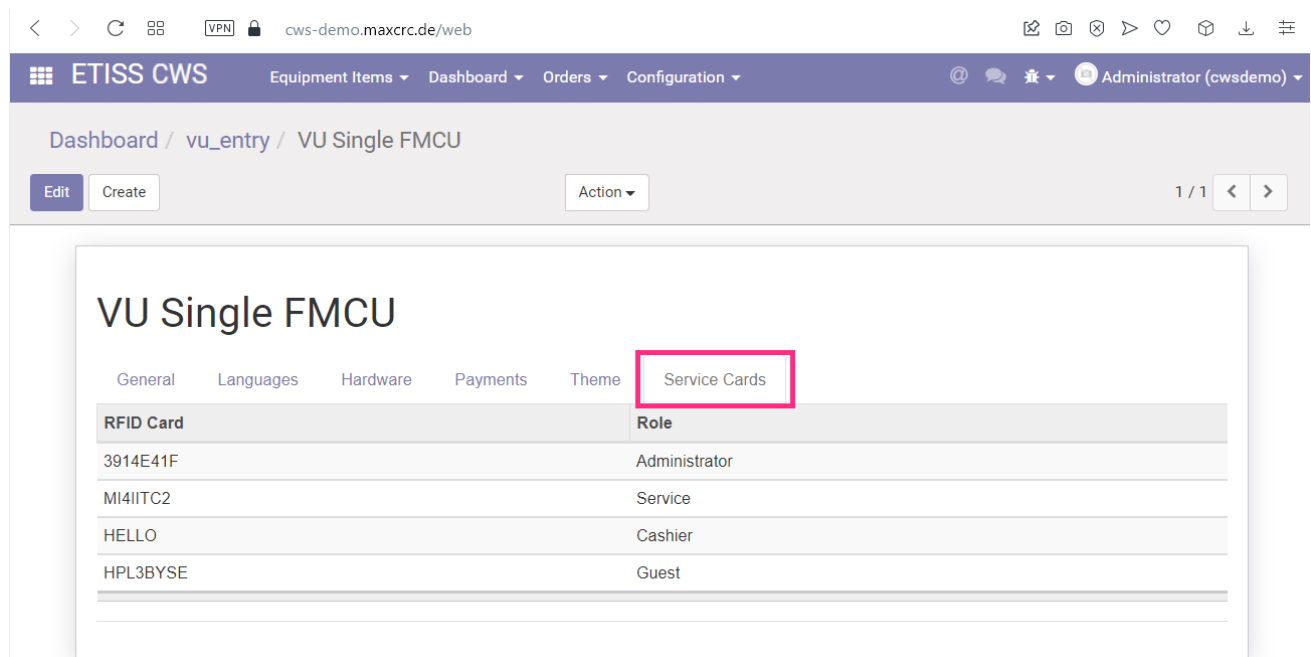 VPN cws-demo.maxcrc.de/web
ETISS CWS Equipment Items Dashboard Orders Configuration @ Administrator (cwsdemo)
Dashboard / vu_entry / VU Single FMCU
Edit Create Action 1 / 1
VU Single FMCU
General Languages Hardware Payments Theme Service Cards
RFID Card Role
3914E41F Administrator
MI4IITC2 Service
HELLO Cashier
HPL3BYSE Guest